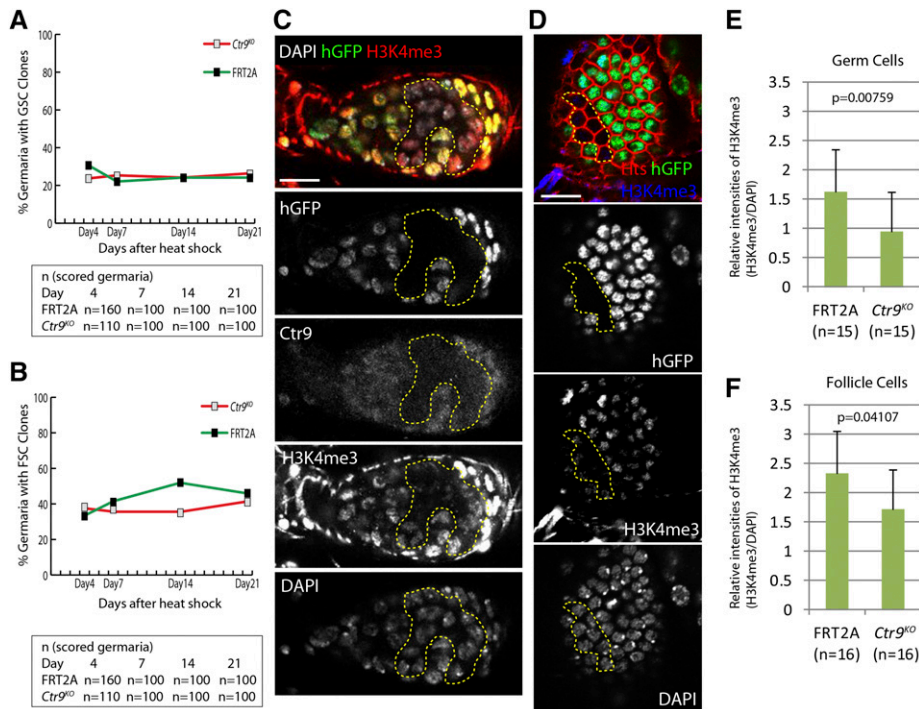 A
% Germaria with GSC Clones
100
80
60
40
20
0
Ctr9KO
FRT2A
Day4 Day7 Day14 Day21
Days after heat shock
n (scored germaria)
Day 4 7 14 21
FRT2A n=160 n=100 n=100 n=100
Ctr9KO n=110 n=100 n=100 n=100
B
% Germaria with FSC Clones
100
80
60
40
20
0
Ctr9KO
FRT2A
Day4 Day7 Day14 Day21
Days after heat shock
n (scored germaria)
Day 4 7 14 21
FRT2A n=160 n=100 n=100 n=100
Ctr9KO n=110 n=100 n=100 n=100
C
DAPI hGFP H3K4me3
hGFP
Ctr9
H3K4me3
DAPI
D
Hts hGFP
H3K4me3
hGFP
H3K4me3
DAPI
E
Germ Cells
p=0.00759
Relative intensities of H3K4me3
(H3K4me3/DAPI)
3.5
3
2.5
2
1.5
1
0.5
0
FRT2A Ctr9KO
(n=15) (n=15)
F
Follicle Cells
p=0.04107
Relative intensities of H3K4me3
(H3K4me3/DAPI)
3.5
3
2.5
2
1.5
1
0.5
0
FRT2A Ctr9KO
(n=16) (n=16)